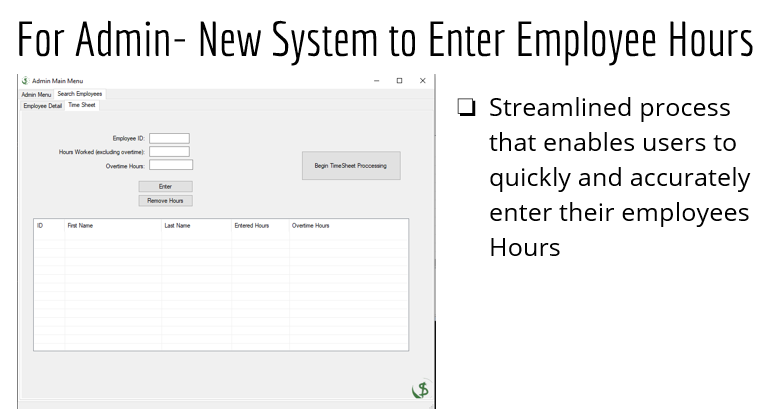 For Admin- New System to Enter Employee Hours
Admin Main Menu
Admin Menu Search Employees
Employee Detail Time Sheet
Employee ID:
Hours Worked (excluding overtime):
Overtime Hours:
Begin TimeSheet Proccessing
Enter
Remove Hours
ID First Name Last Name Entered Hours Overtime Hours
❏ Streamlined process
that enables users to
quickly and accurately
enter their employees
Hours